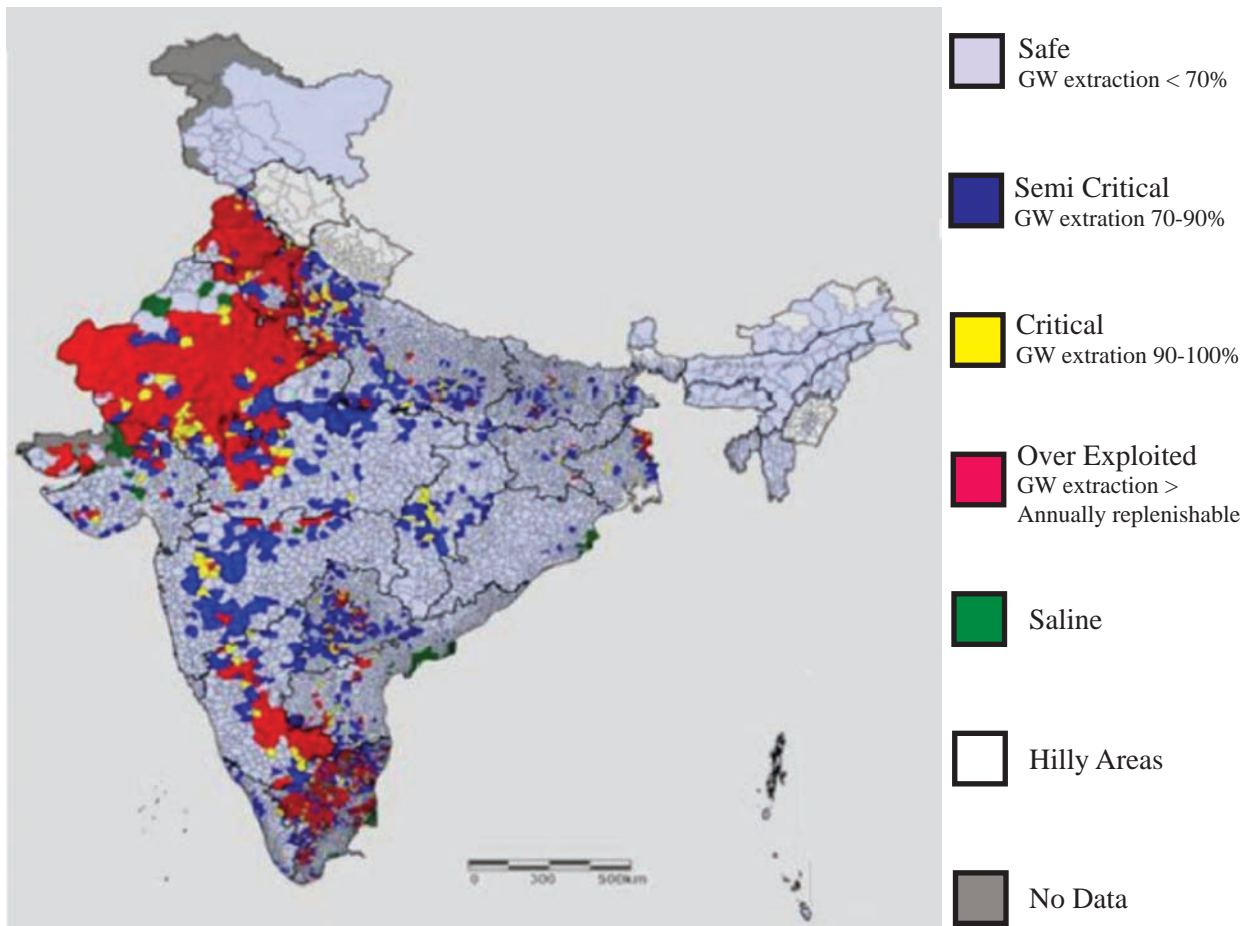 Safe
GW extraction < 70%
Semi Critical
GW extration 70-90%
Critical
GW extration 90-100%
Over Exploited
GW extraction >
Annually replenishable
Saline
Hilly Areas
No Data
0 300 500km